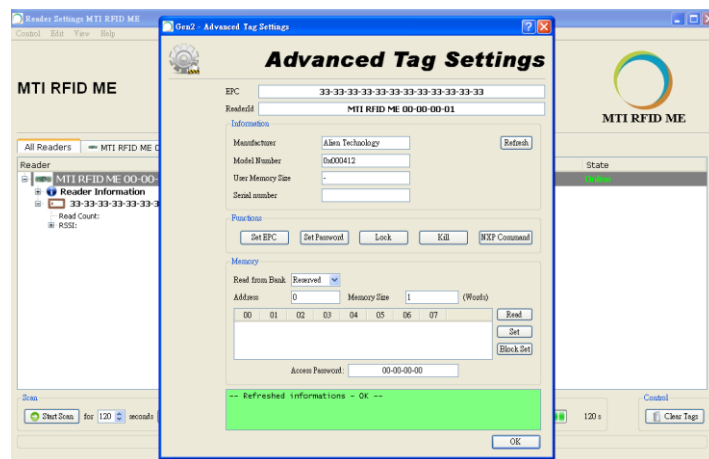 Reader Settings MTI RFID ME
Control Edit View Help
MTI RFID ME
All Readers MTI RFID ME
Reader
MTI RFID ME 00-00-
Reader Information
33-33-33-33-33-3
Read Count:
RSSI:
Scan
Start Scan for 120 seconds
Gen2 - Advanced Tag Settings
Advanced Tag Settings
EPC 33-33-33-33-33-33-33-33-33-33-33-33
ReaderId MTI RFID ME 00-00-00-01
Information
Manufacturer Alien Technology Refresh
Model Number 0x000412
User Memory Size -
Serial number
Functions
Set EPC Set Password Lock Kill NXP Command
Memory
Read from Bank Reserved
Address 0 Memory Size 1 (Words)
00 01 02 03 04 05 06 07
Read
Set
Block Set
Access Password: 00-00-00-00
-- Refreshed informations - OK --
OK
MTI RFID ME
State
Online
120 s
Control
Clear Tags